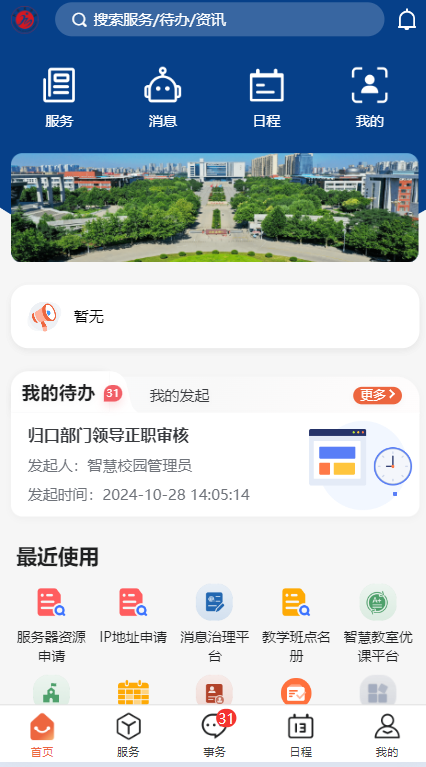 搜索服务/待办/资讯
服务
消息
日程
我的
暂无
我的待办 31
我的发起
更多
归口部门领导正职审核
发起人：智慧校园管理员
发起时间：2024-10-28 14:05:14
最近使用
服务器资源
申请
IP地址申请
消息治理平
台
教学班点名
册
智慧教室优
课平台
31
13
首页
服务
事务
日程
我的